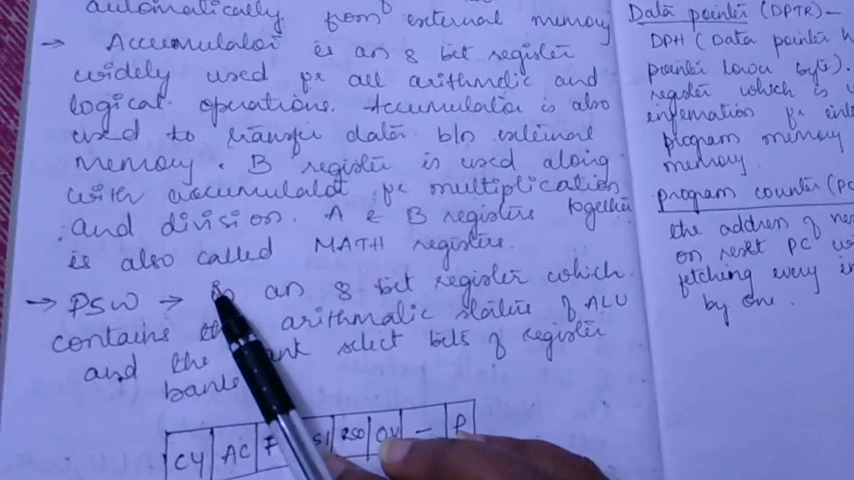 automatically from external memory
→ Accumulator is an 8 bit register
widely used for all arithmetic and
logical operations. Accumulator is also
used to transfer data b/n external
memory. B register is used along
with accumulator for multiplication
and division. A & B registers together
is also called MATH registers.
→ PSW → is an 8 bit register which
contains the arithmatic status of ALU
and the select bits of register
bank
CY AC F S1 RS0 OV - P
Data pointer (DPTR) -
DPH (Data pointer h
pointer lower byte).
register which is u
information for
program memory
memory.
Program counter (PC
the address of ne
on reset PC
fetching every in
by one.